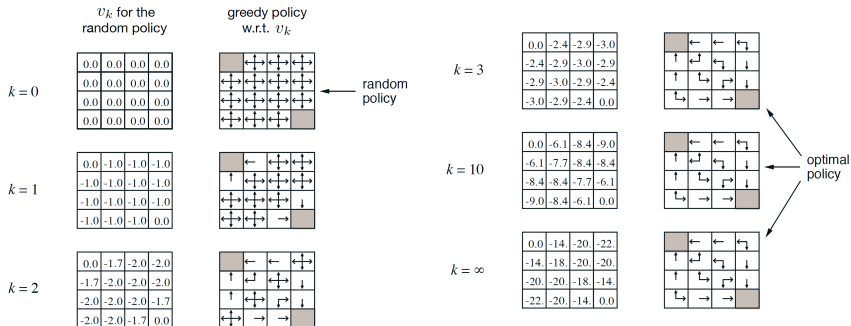 v_k for the
random policy
greedy policy
w.r.t. v_k
k = 0
0.0 0.0 0.0 0.0
0.0 0.0 0.0 0.0
0.0 0.0 0.0 0.0
0.0 0.0 0.0 0.0
random
policy
k = 1
0.0 -1.0 -1.0 -1.0
-1.0 -1.0 -1.0 -1.0
-1.0 -1.0 -1.0 -1.0
-1.0 -1.0 -1.0 0.0
k = 2
0.0 -1.7 -2.0 -2.0
-1.7 -2.0 -2.0 -2.0
-2.0 -2.0 -2.0 -1.7
-2.0 -2.0 -1.7 0.0
k = 3
0.0 -2.4 -2.9 -3.0
-2.4 -2.9 -3.0 -2.9
-2.9 -3.0 -2.9 -2.4
-3.0 -2.9 -2.4 0.0
k = 10
0.0 -6.1 -8.4 -9.0
-6.1 -7.7 -8.4 -8.4
-8.4 -8.4 -7.7 -6.1
-9.0 -8.4 -6.1 0.0
optimal
policy
k = ∞
0.0 -14. -20. -22.
-14. -18. -20. -20.
-20. -20. -18. -14.
-22. -20. -14. 0.0